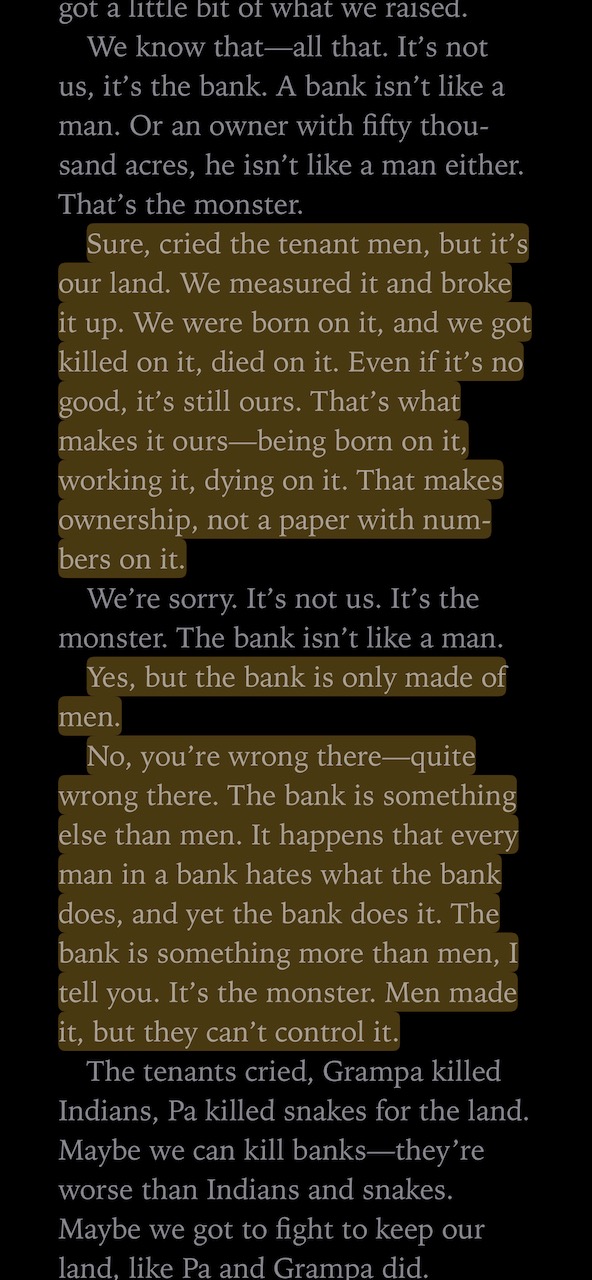 got a little bit of what we raised.
We know that—all that. It’s not
us, it’s the bank. A bank isn’t like a
man. Or an owner with fifty thou-
sand acres, he isn’t like a man either.
That’s the monster.
Sure, cried the tenant men, but it’s
our land. We measured it and broke
it up. We were born on it, and we got
killed on it, died on it. Even if it’s no
good, it’s still ours. That’s what
makes it ours—being born on it,
working it, dying on it. That makes
ownership, not a paper with num-
bers on it.
We’re sorry. It’s not us. It’s the
monster. The bank isn’t like a man.
Yes, but the bank is only made of
men.
No, you’re wrong there—quite
wrong there. The bank is something
else than men. It happens that every
man in a bank hates what the bank
does, and yet the bank does it. The
bank is something more than men, I
tell you. It’s the monster. Men made
it, but they can’t control it.
The tenants cried, Grampa killed
Indians, Pa killed snakes for the land.
Maybe we can kill banks—they’re
worse than Indians and snakes.
Maybe we got to fight to keep our
land, like Pa and Grampa did.